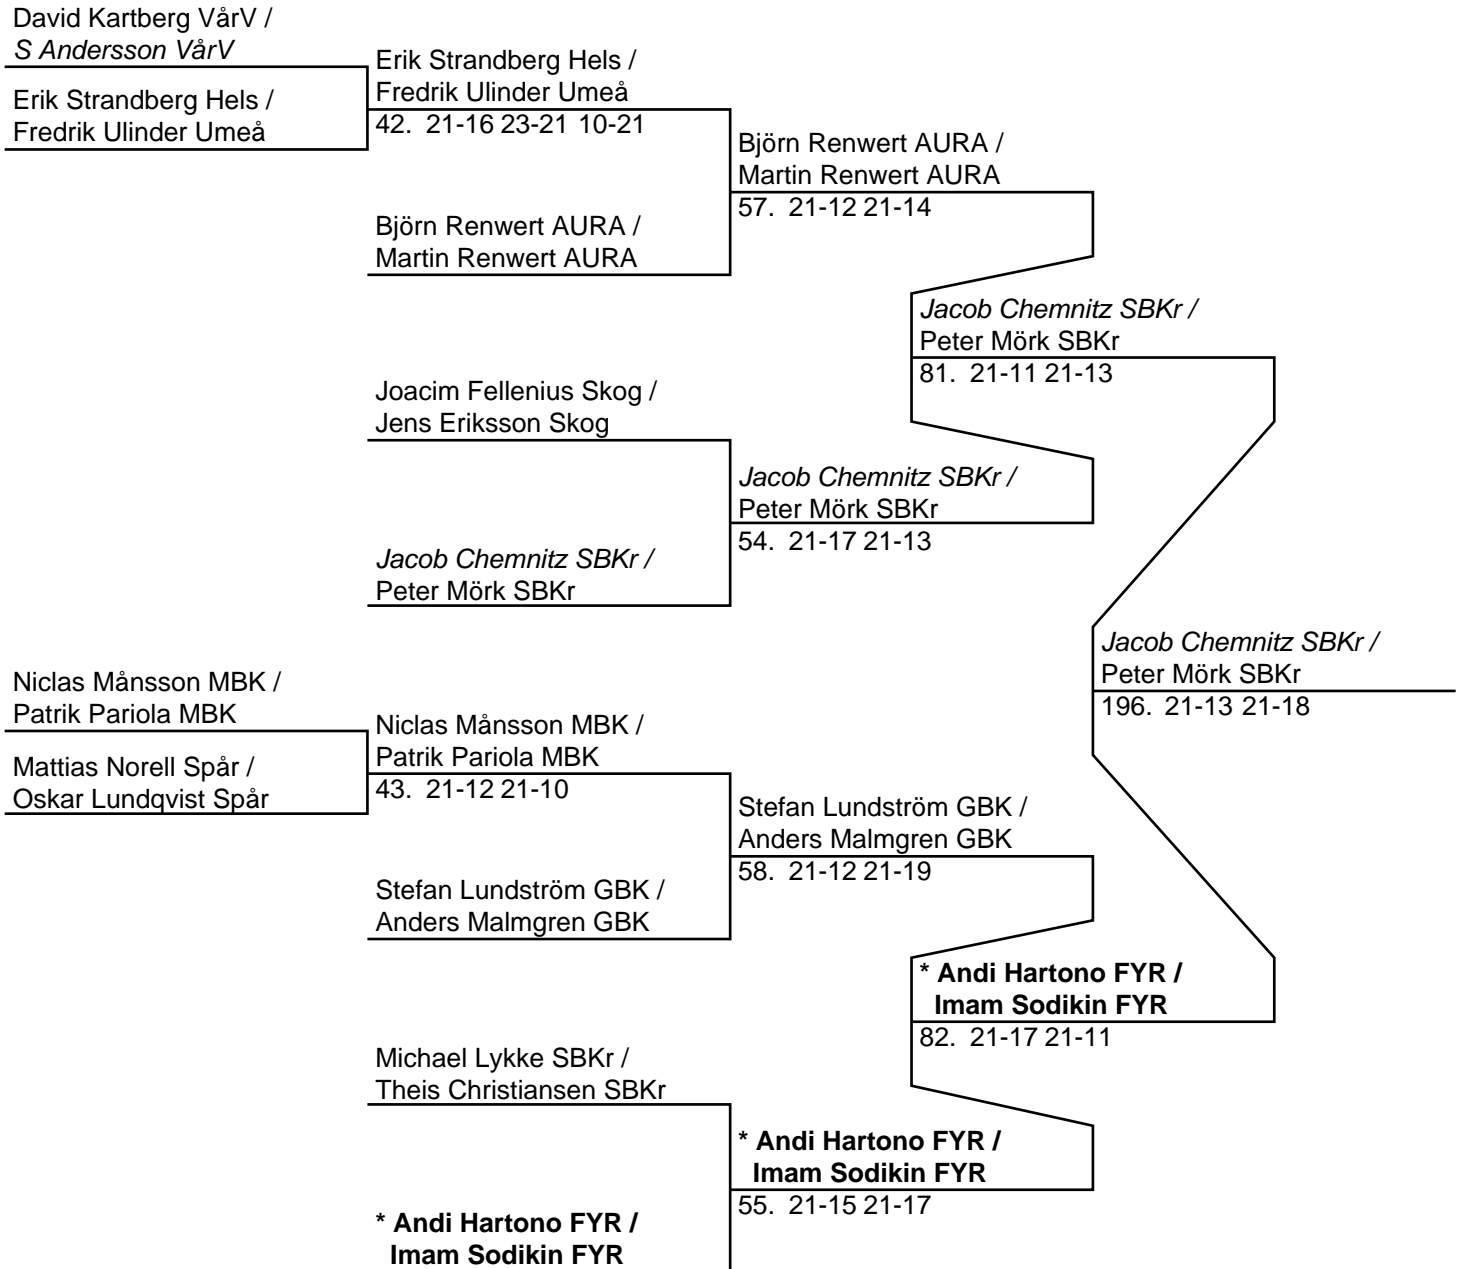 David Kartberg VårV /
S Andersson VårV
Erik Strandberg Hels /
Fredrik Ulinder Umeå
Erik Strandberg Hels /
Fredrik Ulinder Umeå
42. 21-16 23-21 10-21
Björn Renwert AURA /
Martin Renwert AURA
Björn Renwert AURA /
Martin Renwert AURA
57. 21-12 21-14
Joacim Fellenius Skog /
Jens Eriksson Skog
Jacob Chemnitz SBKr /
Peter Mörk SBKr
Jacob Chemnitz SBKr /
Peter Mörk SBKr
54. 21-17 21-13
Jacob Chemnitz SBKr /
Peter Mörk SBKr
81. 21-11 21-13
Niclas Månsson MBK /
Patrik Pariola MBK
Mattias Norell Spår /
Oskar Lundqvist Spår
Niclas Månsson MBK /
Patrik Pariola MBK
43. 21-12 21-10
Stefan Lundström GBK /
Anders Malmgren GBK
Stefan Lundström GBK /
Anders Malmgren GBK
58. 21-12 21-19
Michael Lykke SBKr /
Theis Christiansen SBKr
* Andi Hartono FYR /
Imam Sodikin FYR
* Andi Hartono FYR /
Imam Sodikin FYR
55. 21-15 21-17
* Andi Hartono FYR /
Imam Sodikin FYR
82. 21-17 21-11
Jacob Chemnitz SBKr /
Peter Mörk SBKr
196. 21-13 21-18